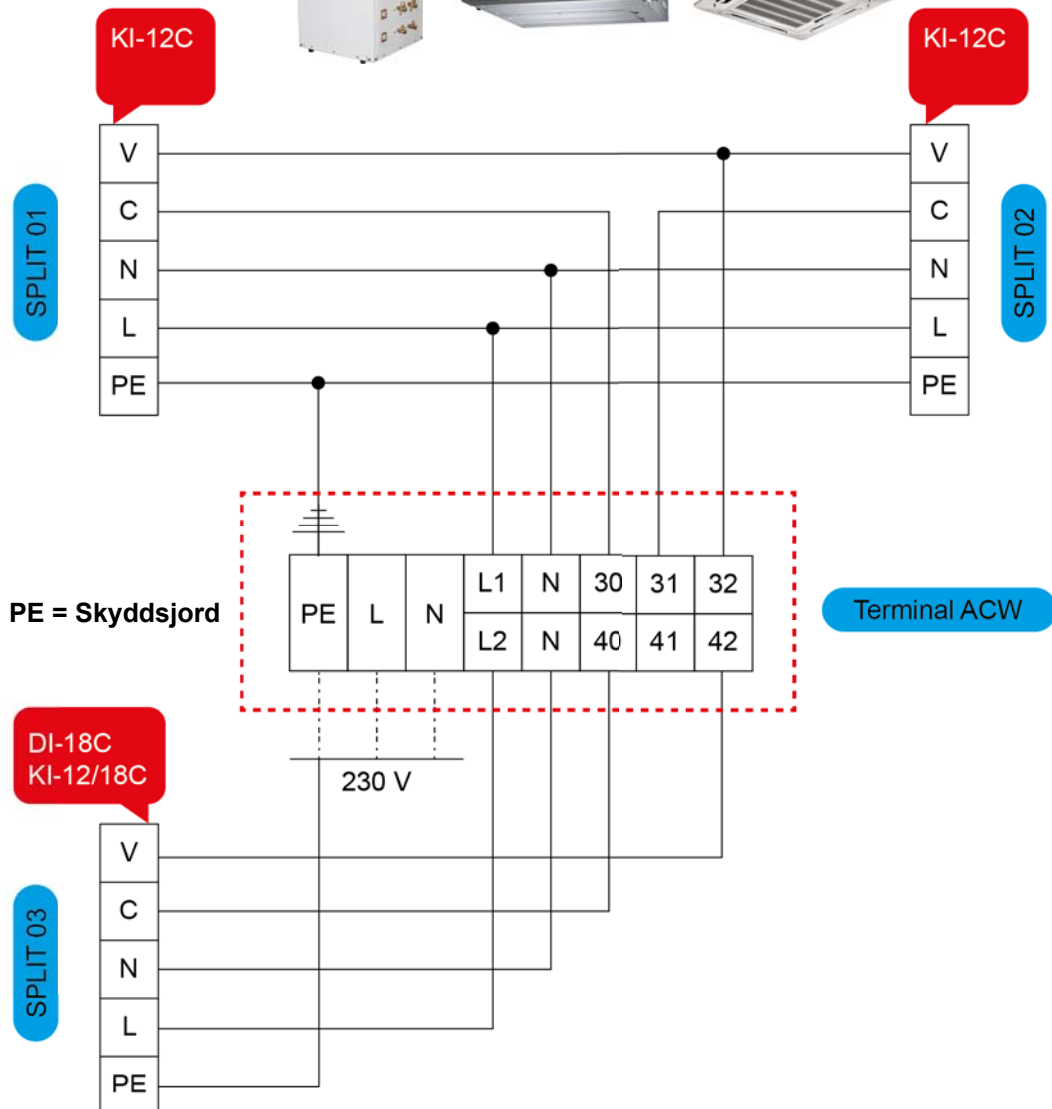 KI-12C
KI-12C
V
C
N
L
PE
SPLIT 01
V
C
N
L
PE
SPLIT 02
PE = Skyddsjord
PE L N L1 N 30 31 32
L2 N 40 41 42
Terminal ACW
230 V
DI-18C
KI-12/18C
V
C
N
L
PE
SPLIT 03